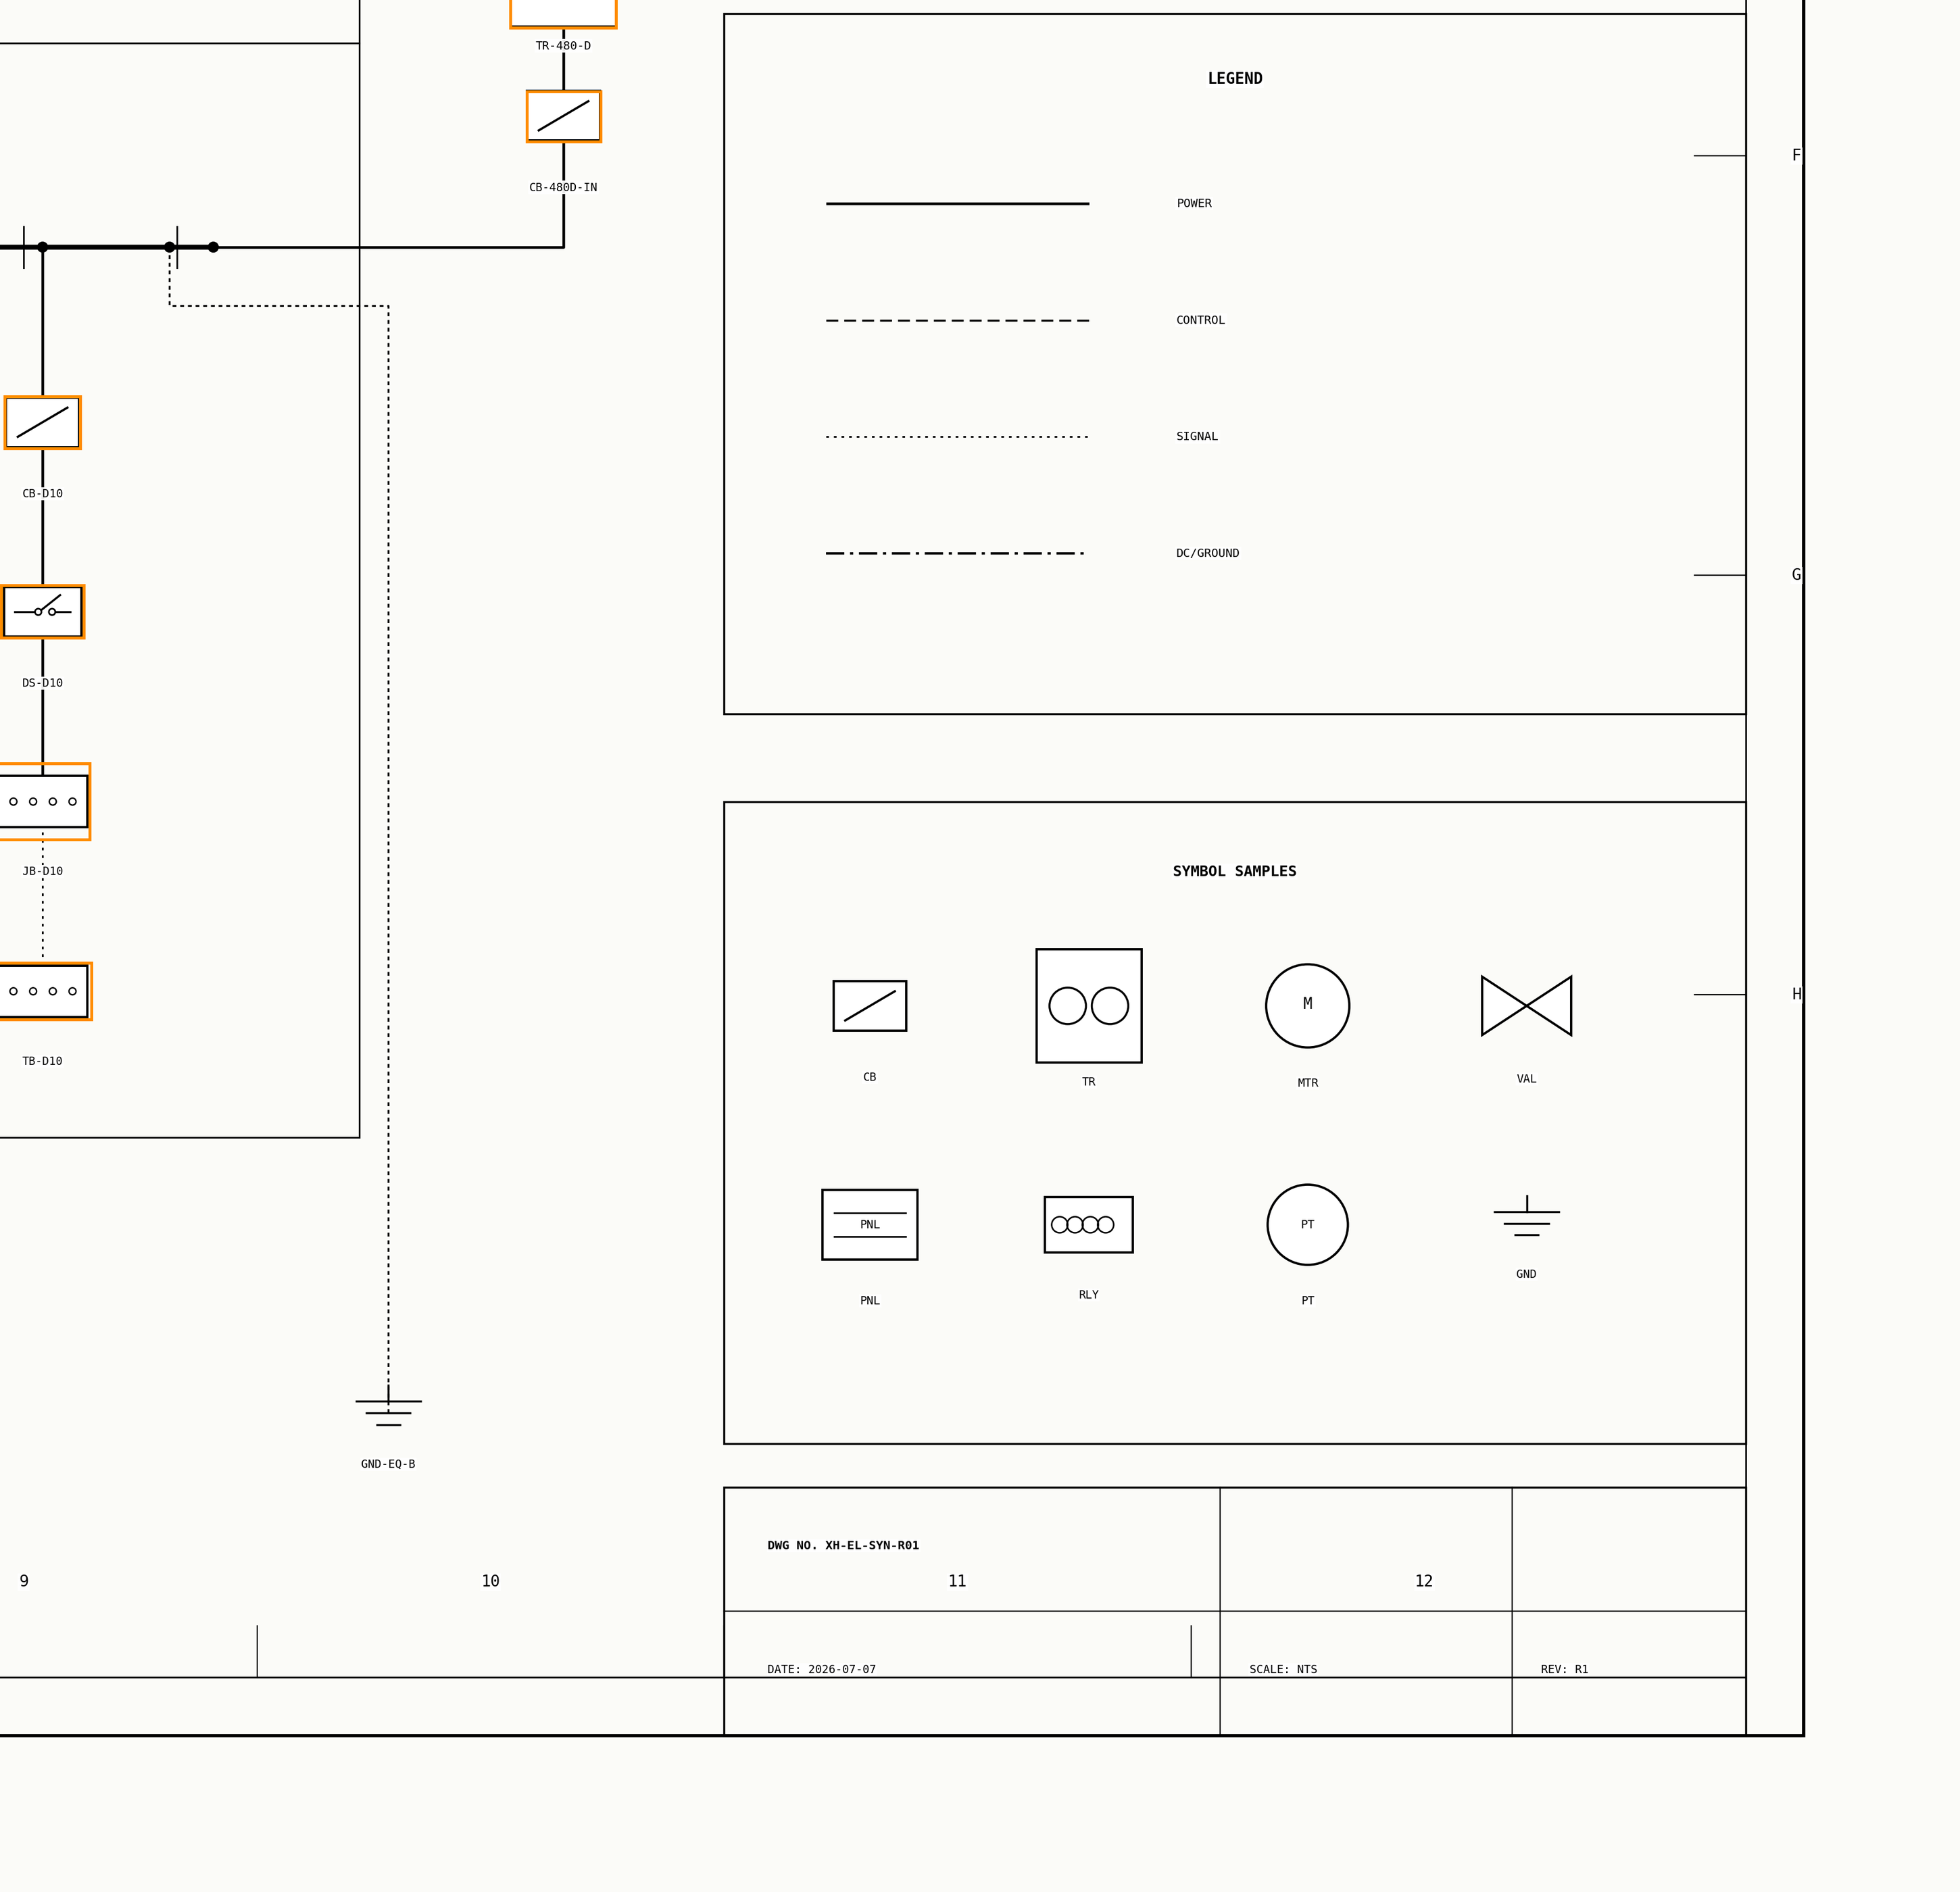 TR-480-D
CB-480D-IN
CB-D10
DS-D10
JB-D10
TB-D10
GND-EQ-B
LEGEND
POWER
CONTROL
SIGNAL
DC/GROUND
SYMBOL SAMPLES
M
CB
TR
MTR
VAL
PNL
PT
PNL
RLY
PT
GND
F
G
H
DWG NO. XH-EL-SYN-R01
9
10
11
12
DATE: 2026-07-07
SCALE: NTS
REV: R1